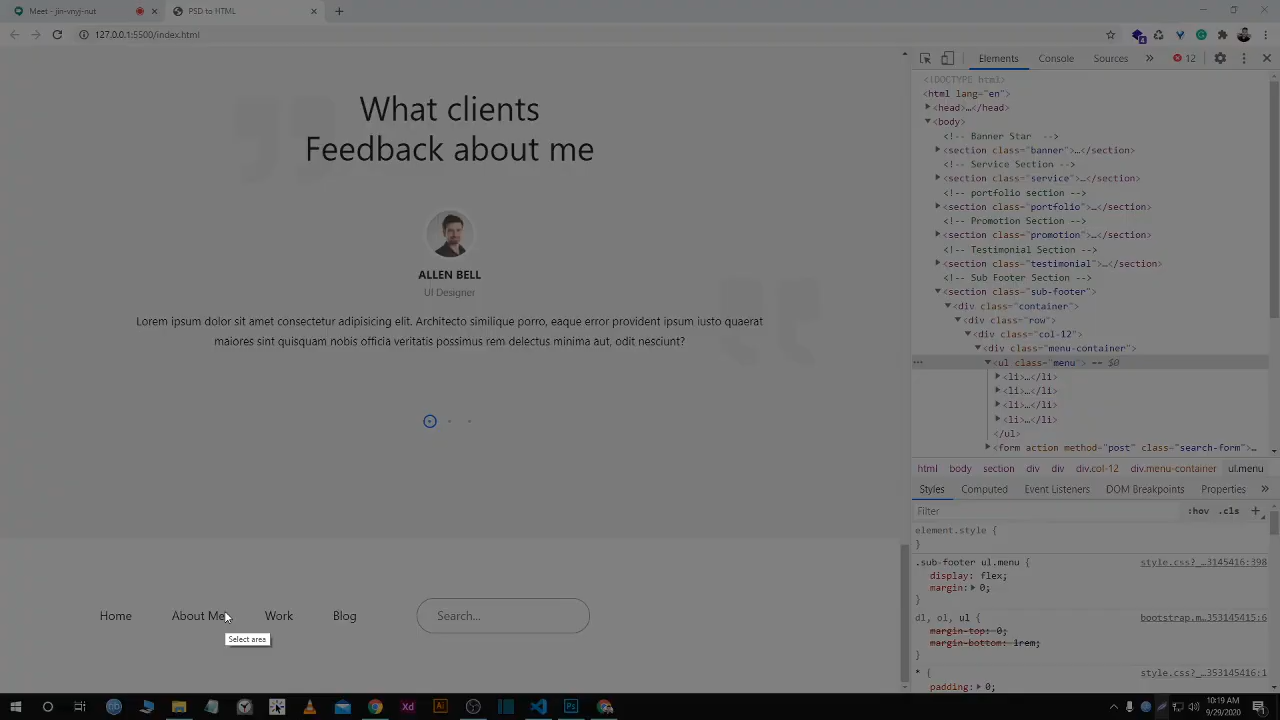 Meet - jin-vnyj-nut
PSD to HTML
127.0.0.1:5500/index.html
What clients
Feedback about me
ALLEN BELL
UI Designer
Lorem ipsum dolor sit amet consectetur adipisicing elit. Architecto similique porro, eaque error provident ipsum iusto quaerat
maiores sint quisquam nobis officia veritatis possimus rem delectus minima aut, odit nesciunt?
Home About Me Work Blog Search...
Select area
Elements Console Sources » 12
<!DOCTYPE html>
<html lang="en">
<head>…</head>
<body>
<!-- Banner Star -->
<section class="banner">…</section>
<!-- Service Section -->
<section class="service">…</section>
<!-- portfolio section -->
<section class="portfolio">…</section>
<!-- Promotion Section -->
<section class="promotion">…</section>
<!-- Testimonial Section -->
<section class="testimonial">…</section>
<!-- Sub Footer Section -->
<section class="sub-footer">
<div class="container">
<div class="row">
<div class="col-12">
<div class="menu-container">
<ul class="menu"> == $0
<li>…</li>
<li>…</li>
<li>…</li>
<li>…</li>
</ul>
<form action method="post" class="search-form">…
html body section div div div.col-12 div.menu-container ul.menu
Styles Computed Event Listeners DOM Breakpoints Properties »
Filter :hov .cls +
element.style {
}
.sub-footer ul.menu { style.css?_…3145416:398
display: flex;
margin: 0;
}
dl, ol, ul { bootstrap.m…353145415:6
margin-top: 0;
margin-bottom: 1rem;
}
* { style.css?_…353145416:1
padding: 0;
10:19 AM
9/29/2020